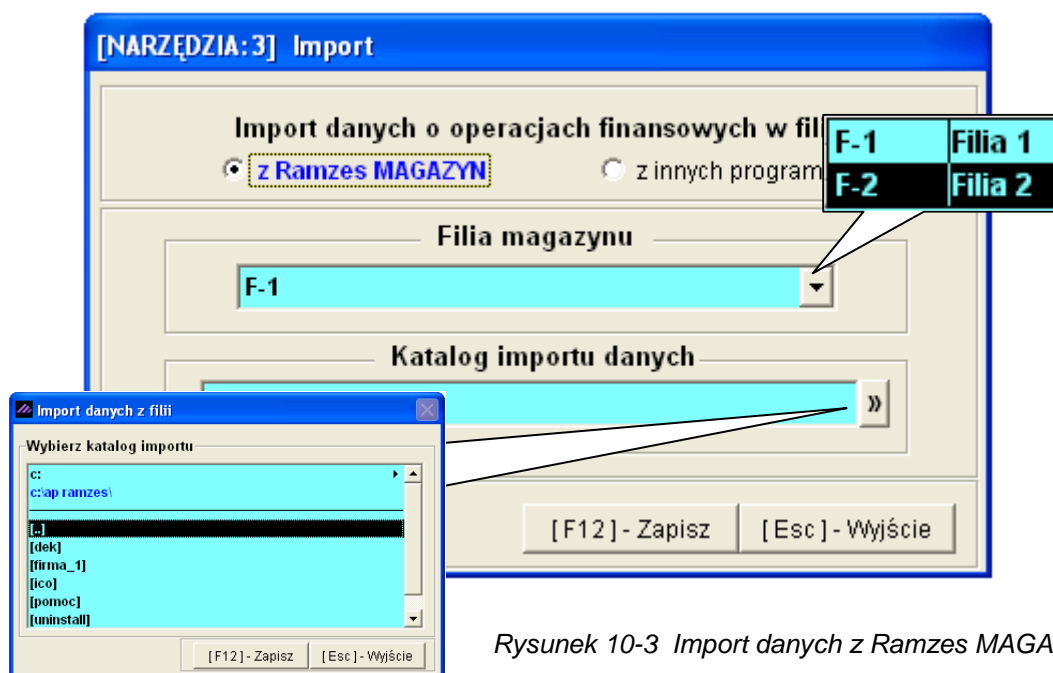 [NARZĘDZIA:3] Import
Import danych o operacjach finansowych w fili
z Ramzes MAGAZYN
z innych program
F-1 Filia 1
F-2 Filia 2
Filia magazynu
F-1
Katalog importu danych
»
[F12] - Zapisz
[Esc] - Wyjście
Import danych z filii
Wybierz katalog importu
c:
c:\ap ramzes\
[..]
[dek]
[firma_1]
[ico]
[pomoc]
[uninstall]
[F12] - Zapisz
[Esc] - Wyjście
Rysunek 10-3 Import danych z Ramzes MAGA